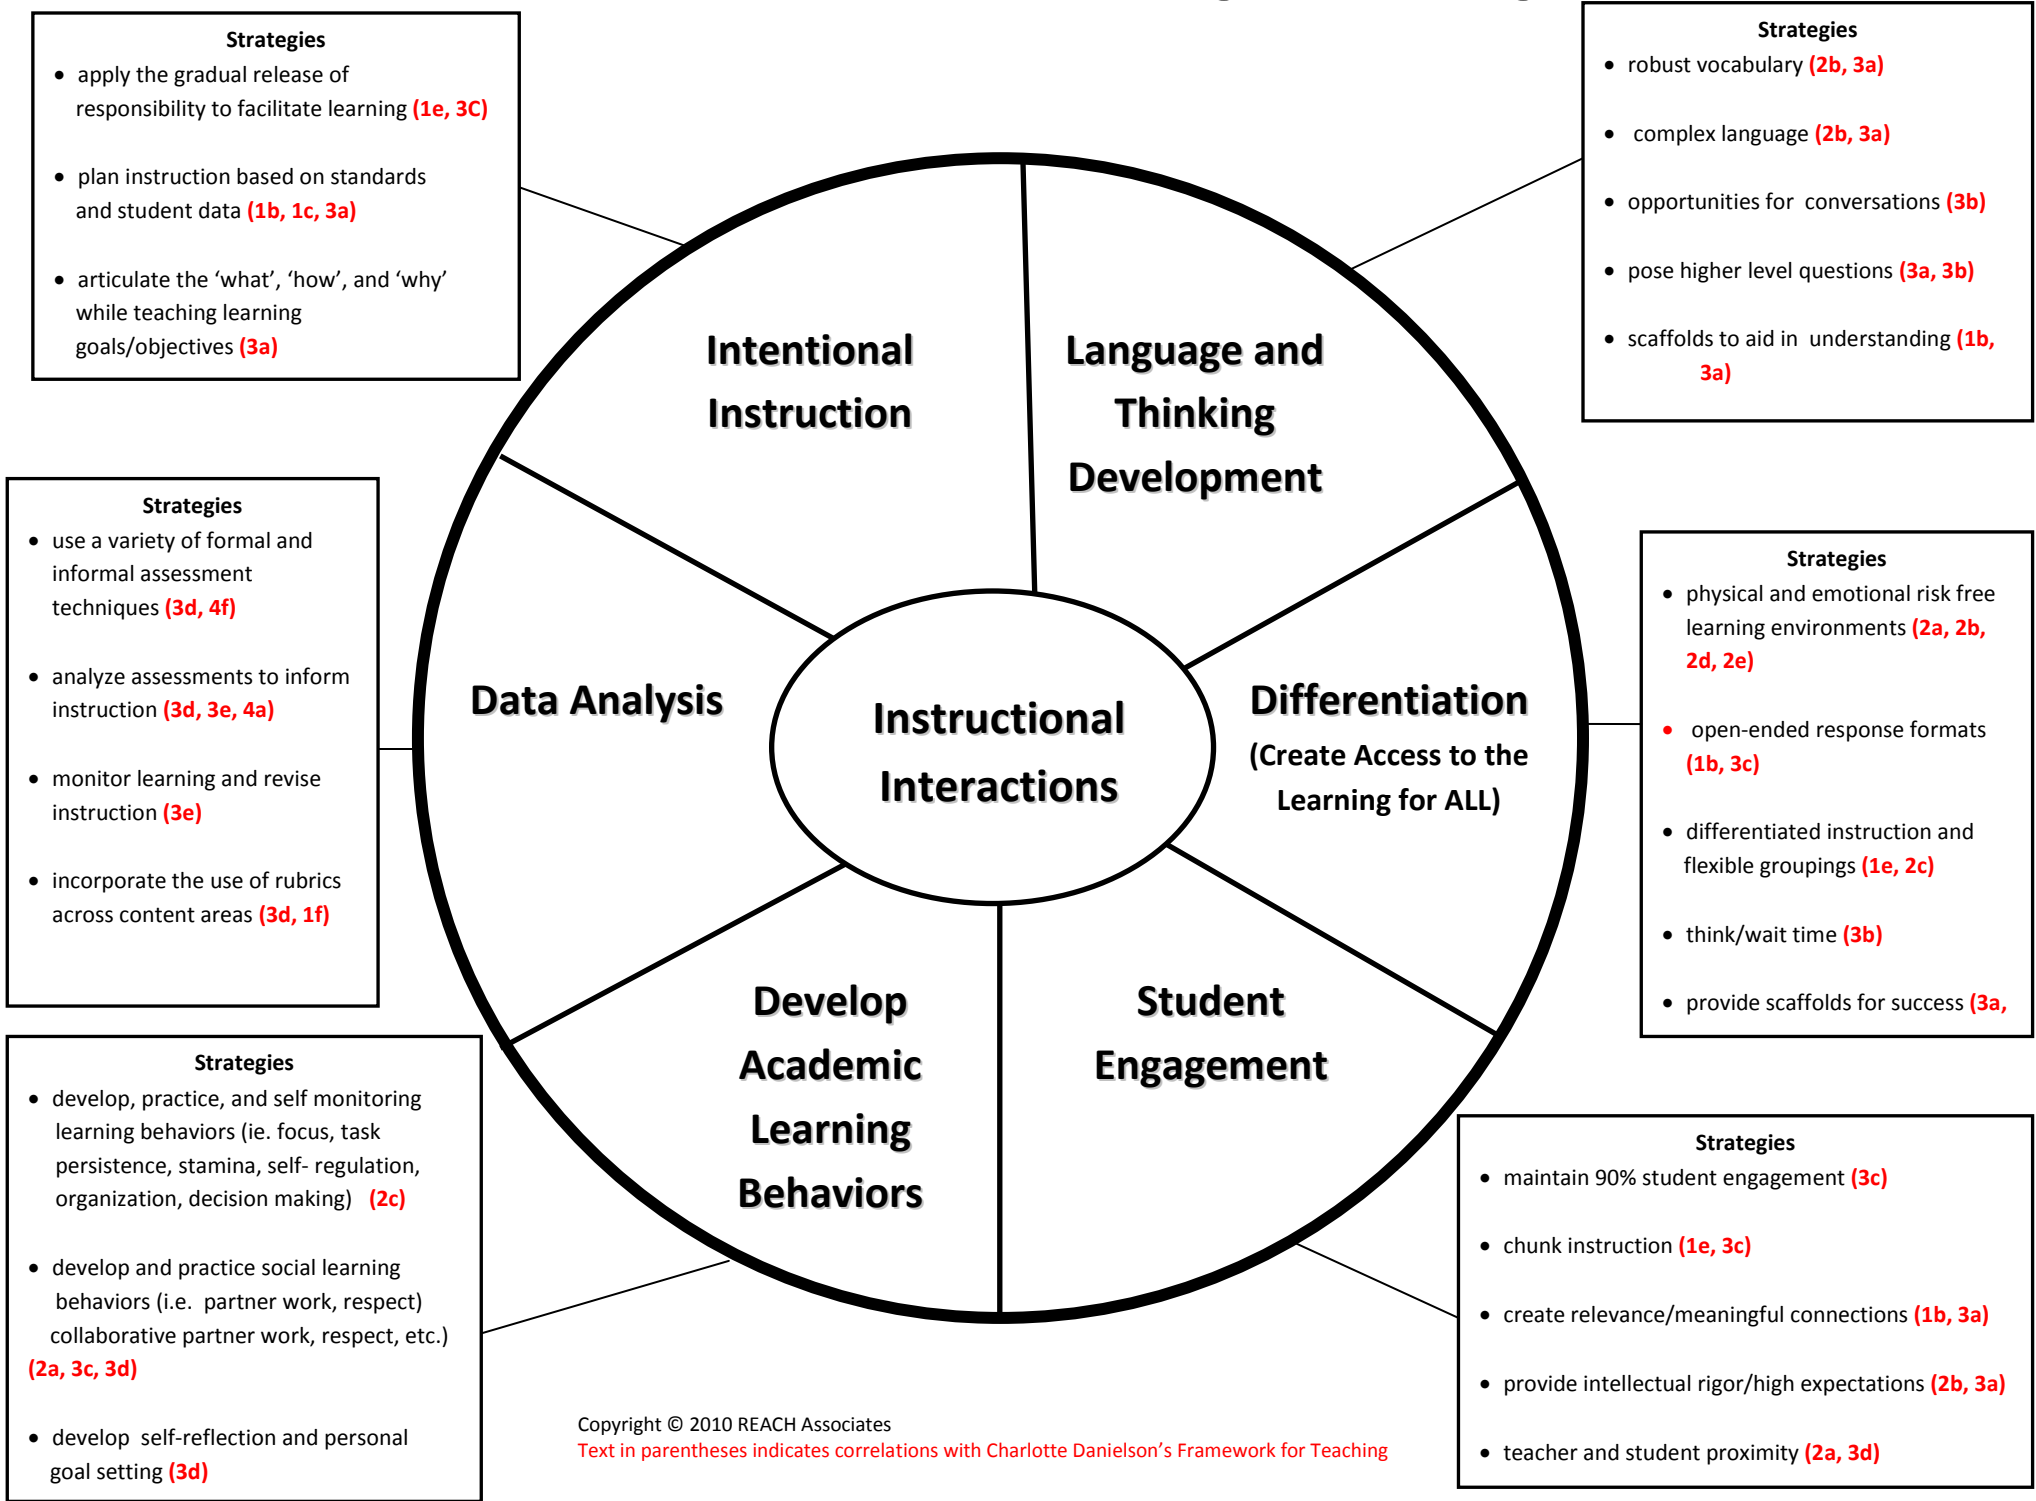 Strategies
• apply the gradual release of
responsibility to facilitate learning (1e, 3C)
• plan instruction based on standards
and student data (1b, 1c, 3a)
• articulate the ‘what’, ‘how’, and ‘why’
while teaching learning
goals/objectives (3a)
Strategies
• robust vocabulary (2b, 3a)
• complex language (2b, 3a)
• opportunities for conversations (3b)
• pose higher level questions (3a, 3b)
• scaffolds to aid in understanding (1b,
3a)
Intentional
Instruction
Language and
Thinking
Development
Strategies
• use a variety of formal and
informal assessment
techniques (3d, 4f)
• analyze assessments to inform
instruction (3d, 3e, 4a)
• monitor learning and revise
instruction (3e)
• incorporate the use of rubrics
across content areas (3d, 1f)
Data Analysis
Instructional
Interactions
Differentiation
(Create Access to the
Learning for ALL)
Strategies
• physical and emotional risk free
learning environments (2a, 2b,
2d, 2e)
• open-ended response formats
(1b, 3c)
• differentiated instruction and
flexible groupings (1e, 2c)
• think/wait time (3b)
• provide scaffolds for success (3a,
Develop
Academic
Learning
Behaviors
Student
Engagement
Strategies
• develop, practice, and self monitoring
learning behaviors (ie. focus, task
persistence, stamina, self- regulation,
organization, decision making) (2c)
• develop and practice social learning
behaviors (i.e. partner work, respect)
collaborative partner work, respect, etc.)
(2a, 3c, 3d)
• develop self-reflection and personal
goal setting (3d)
Strategies
• maintain 90% student engagement (3c)
• chunk instruction (1e, 3c)
• create relevance/meaningful connections (1b, 3a)
• provide intellectual rigor/high expectations (2b, 3a)
• teacher and student proximity (2a, 3d)
Copyright © 2010 REACH Associates
Text in parentheses indicates correlations with Charlotte Danielson’s Framework for Teaching